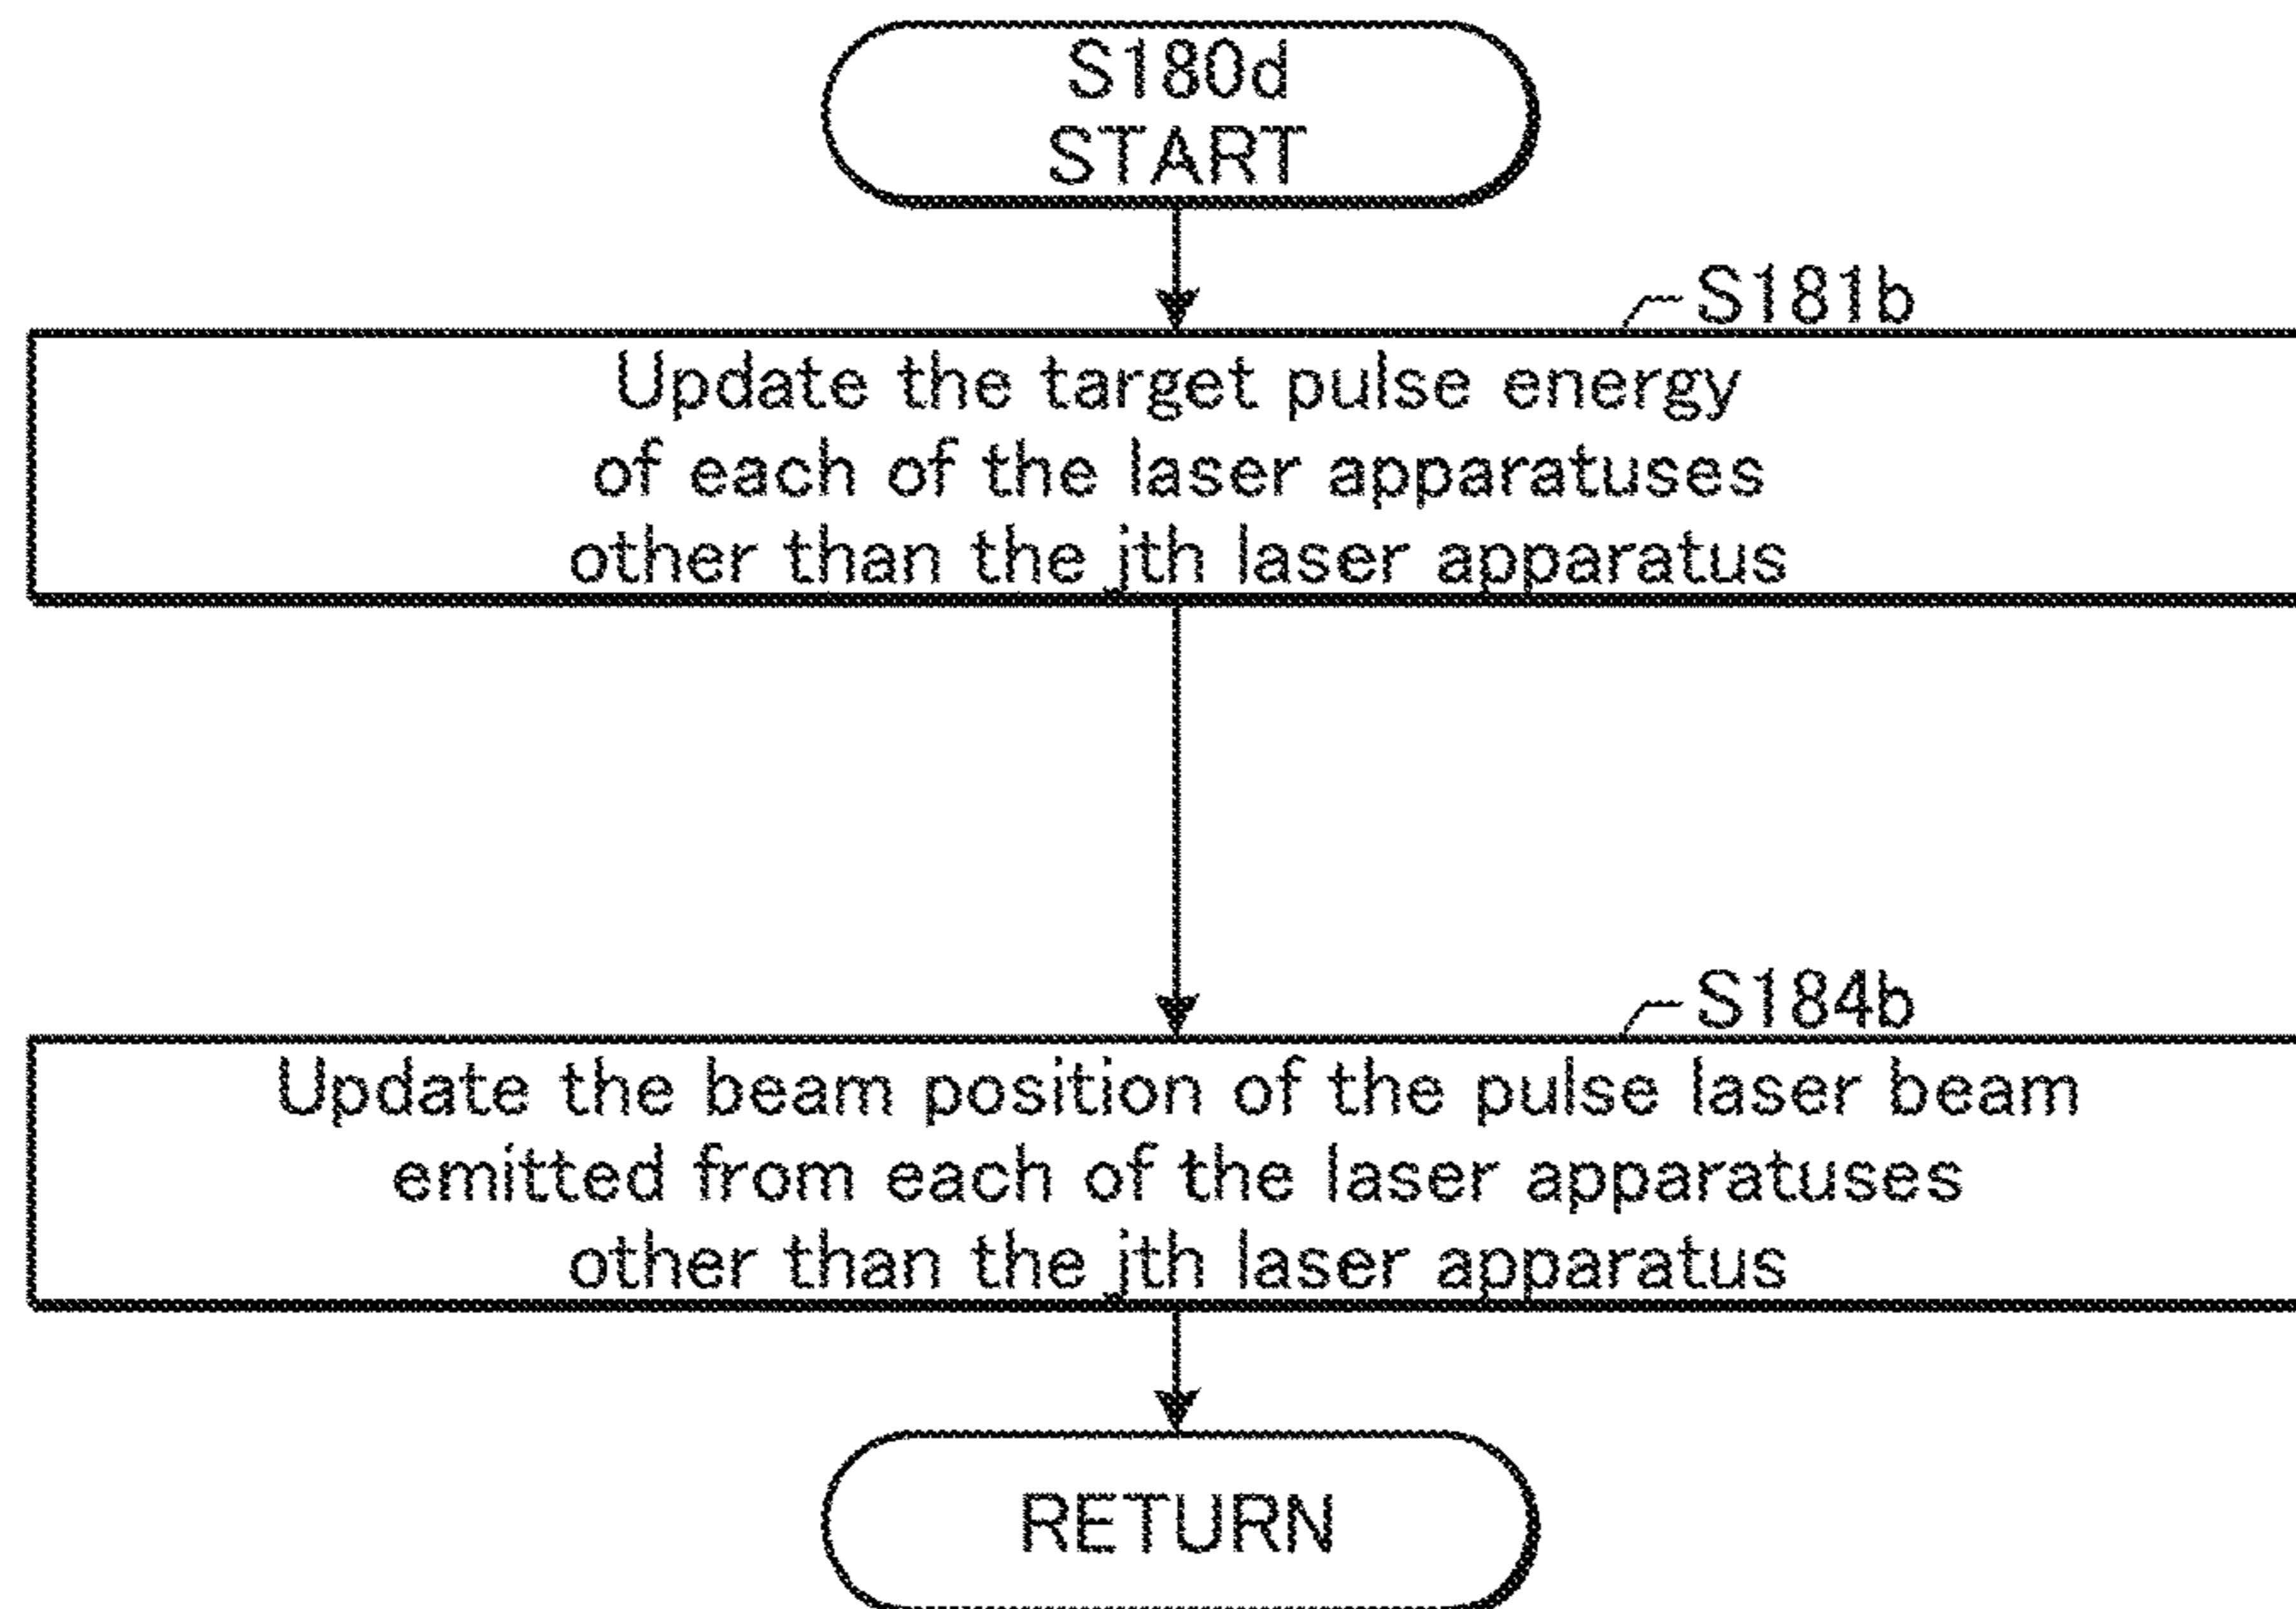 S180d
START
S181b
Update the target pulse energy
of each of the laser apparatuses
other than the jth laser apparatus
S184b
Update the beam position of the pulse laser beam
emitted from each of the laser apparatuses
other than the jth laser apparatus
RETURN